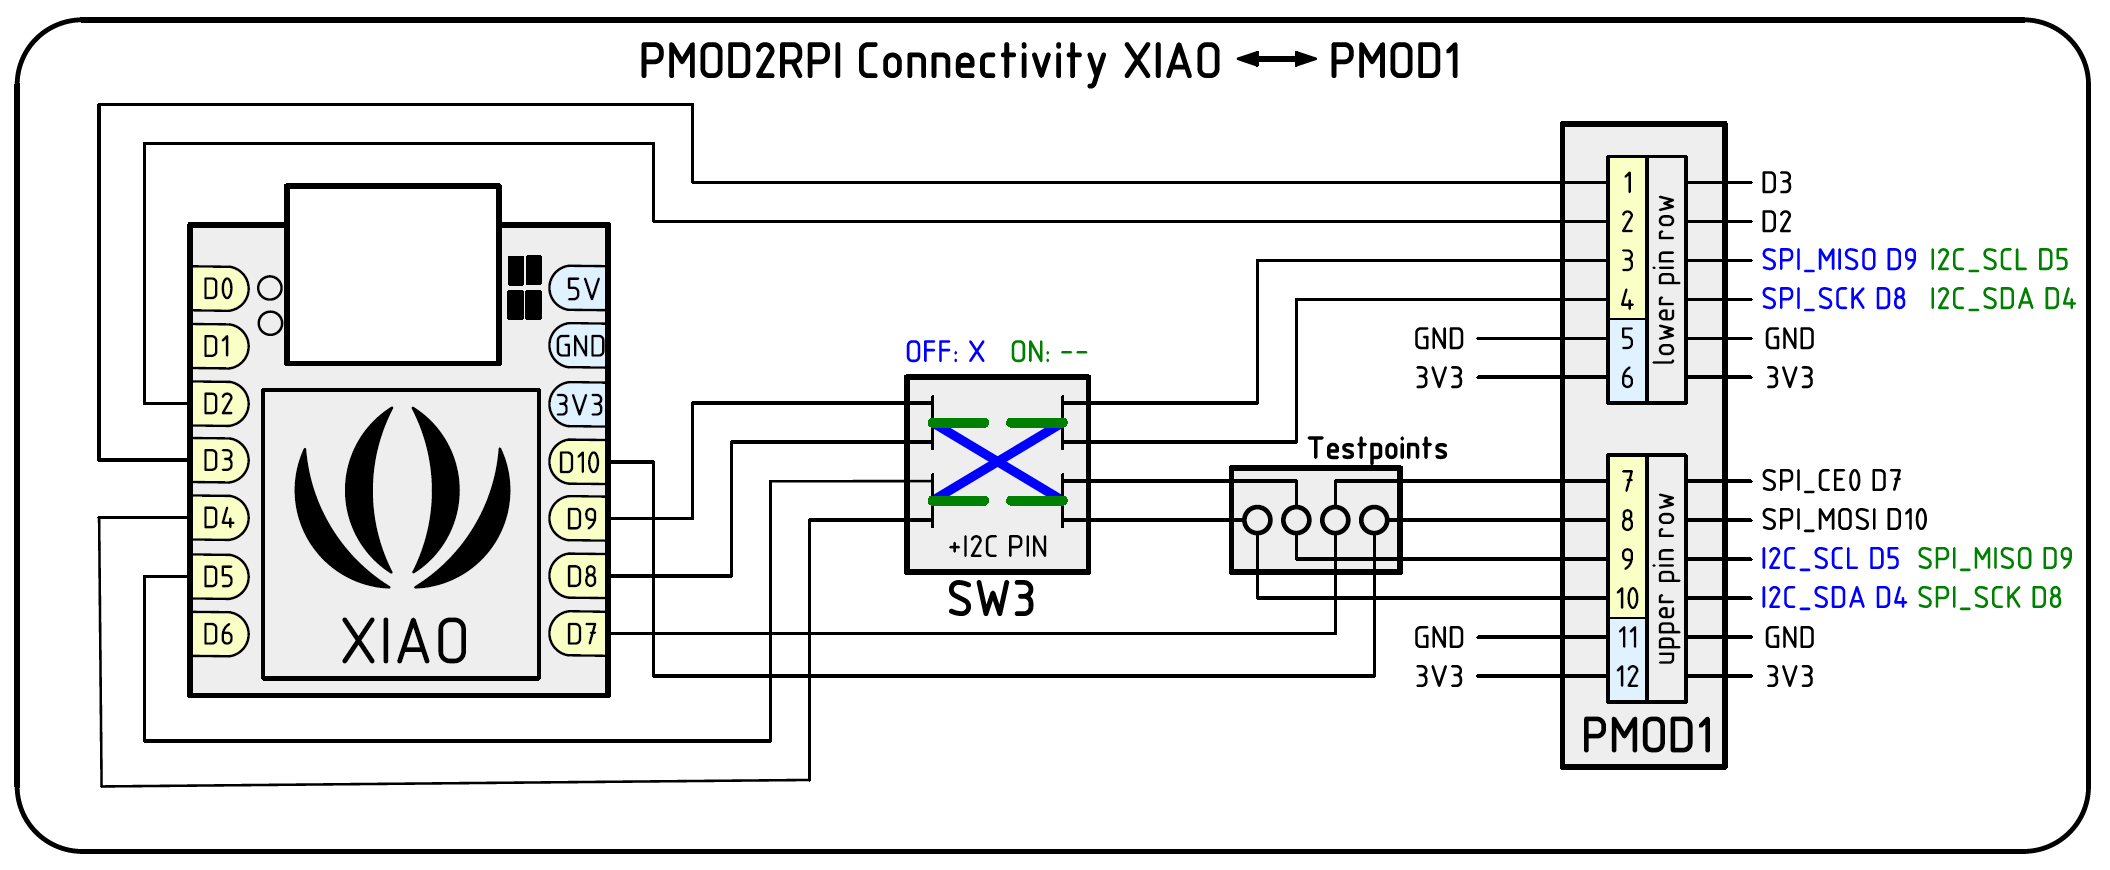 PMOD2RPI Connectivity XIAO PMOD1
D0
D1
D2
D3
D4
D5
D6
5V
GND
3V3
D10
D9
D8
D7
XIAO
OFF: X ON: --
+I2C PIN
SW3
Testpoints
GND
3V3
GND
3V3
1
2
3
4
5
6
lower pin row
7
8
9
10
11
12
upper pin row
PMOD1
D3
D2
SPI_MISO D9 I2C_SCL D5
SPI_SCK D8 I2C_SDA D4
GND
3V3
SPI_CE0 D7
SPI_MOSI D10
I2C_SCL D5 SPI_MISO D9
I2C_SDA D4 SPI_SCK D8
GND
3V3